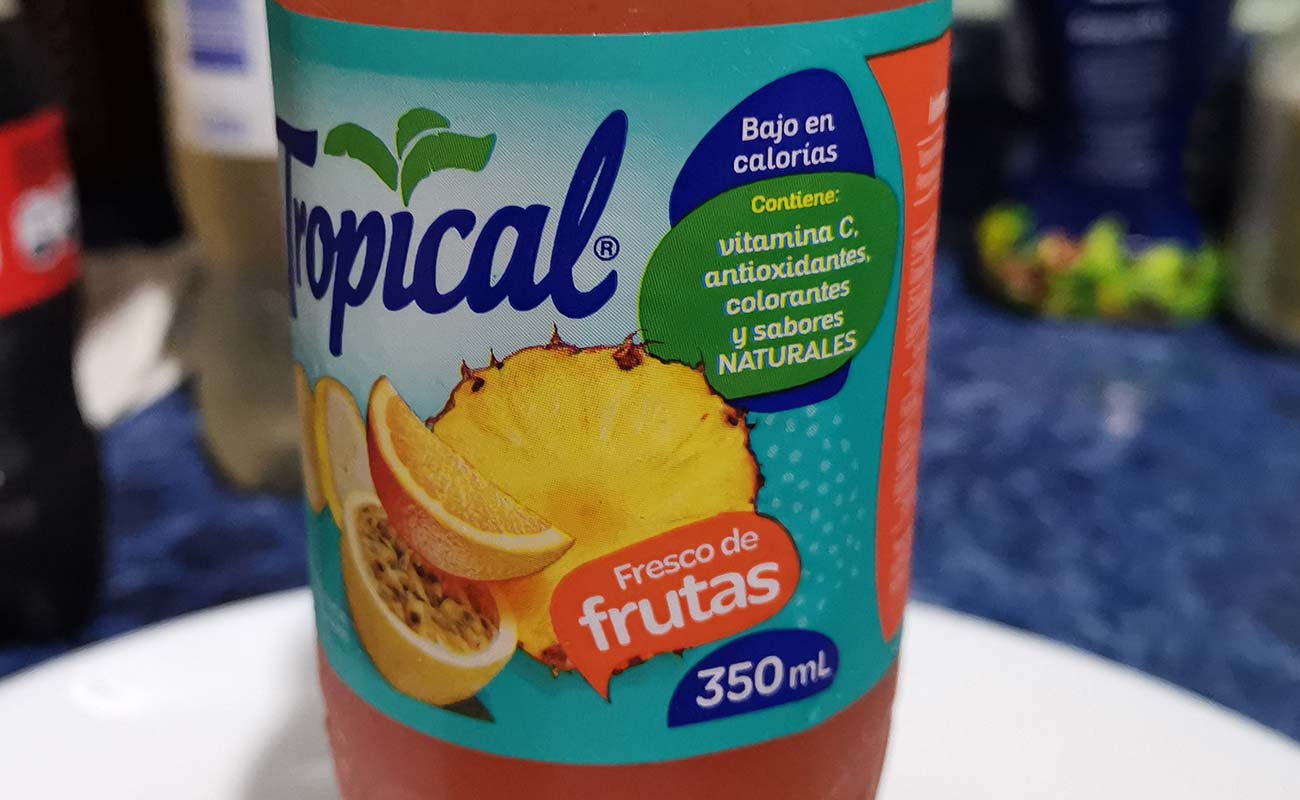 Tropical®
Bajo en
calorías
Contiene:
vitamina C,
antioxidantes,
colorantes
y sabores
NATURALES
Fresco de
frutas
350 mL